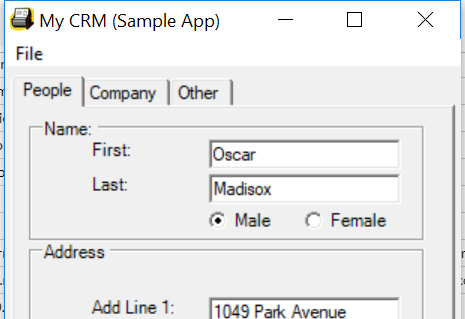 My CRM (Sample App)
File
People Company Other
Name:
First: Oscar
Last: Madisox
Male Female
Address
Add Line 1: 1049 Park Avenue